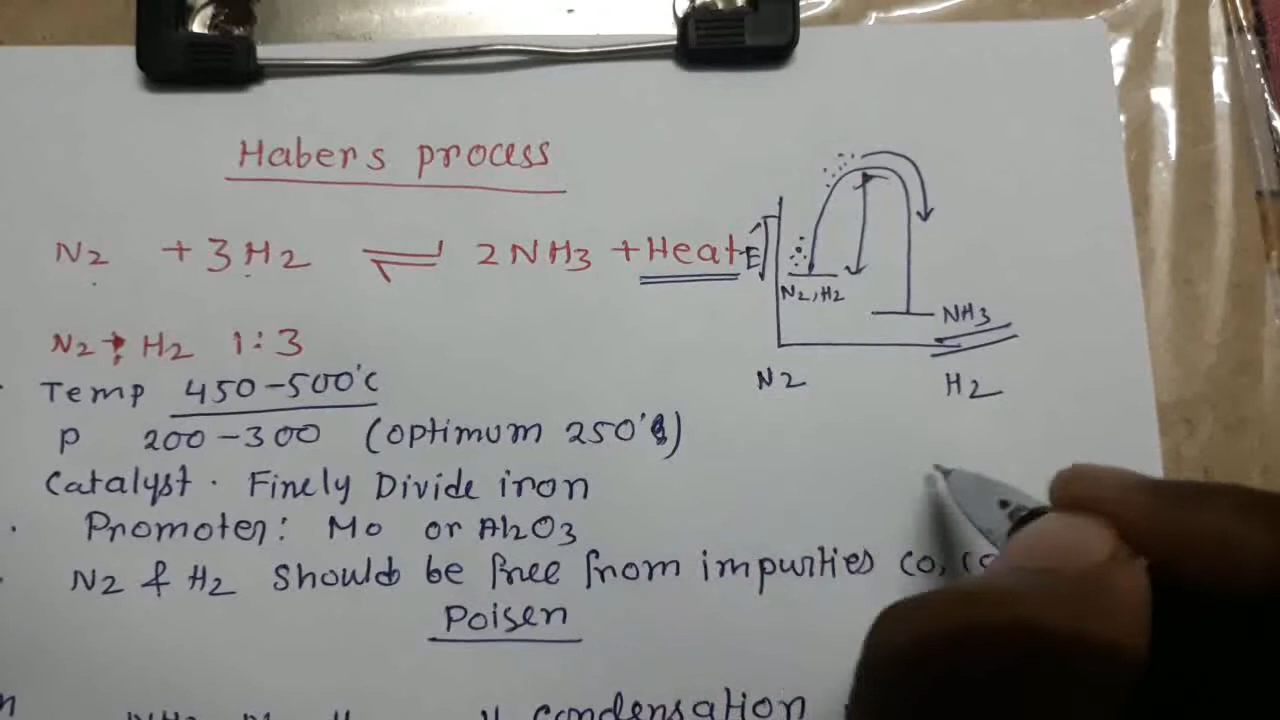 Habers process
N2 + 3H2 ⇌ 2NH3 + Heat
E
N2, H2
NH3
N2 H2
N2 : H2 1:3
Temp 450-500°C
P 200-300 (optimum 250
Catalyst. Finely Divide iron
Promoter: Mo or Al2O3
N2 & H2 should be free from impurties CO,
Poisen
condensation